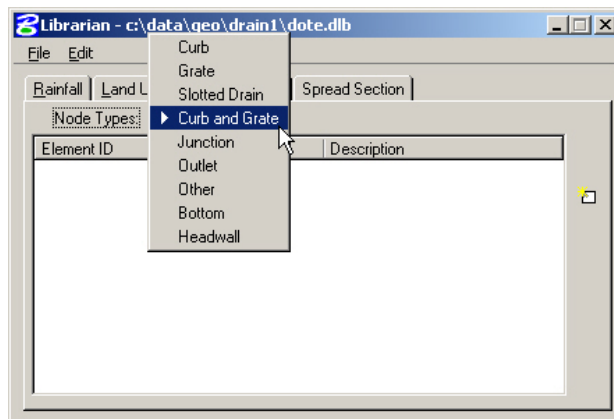 Librarian - c:\data\geo\drain1\dote.dlb
File Edit
Rainfall Land U Spread Section
Node Types:
Curb
Grate
Slotted Drain
Curb and Grate
Junction
Outlet
Other
Bottom
Headwall
Element ID Description